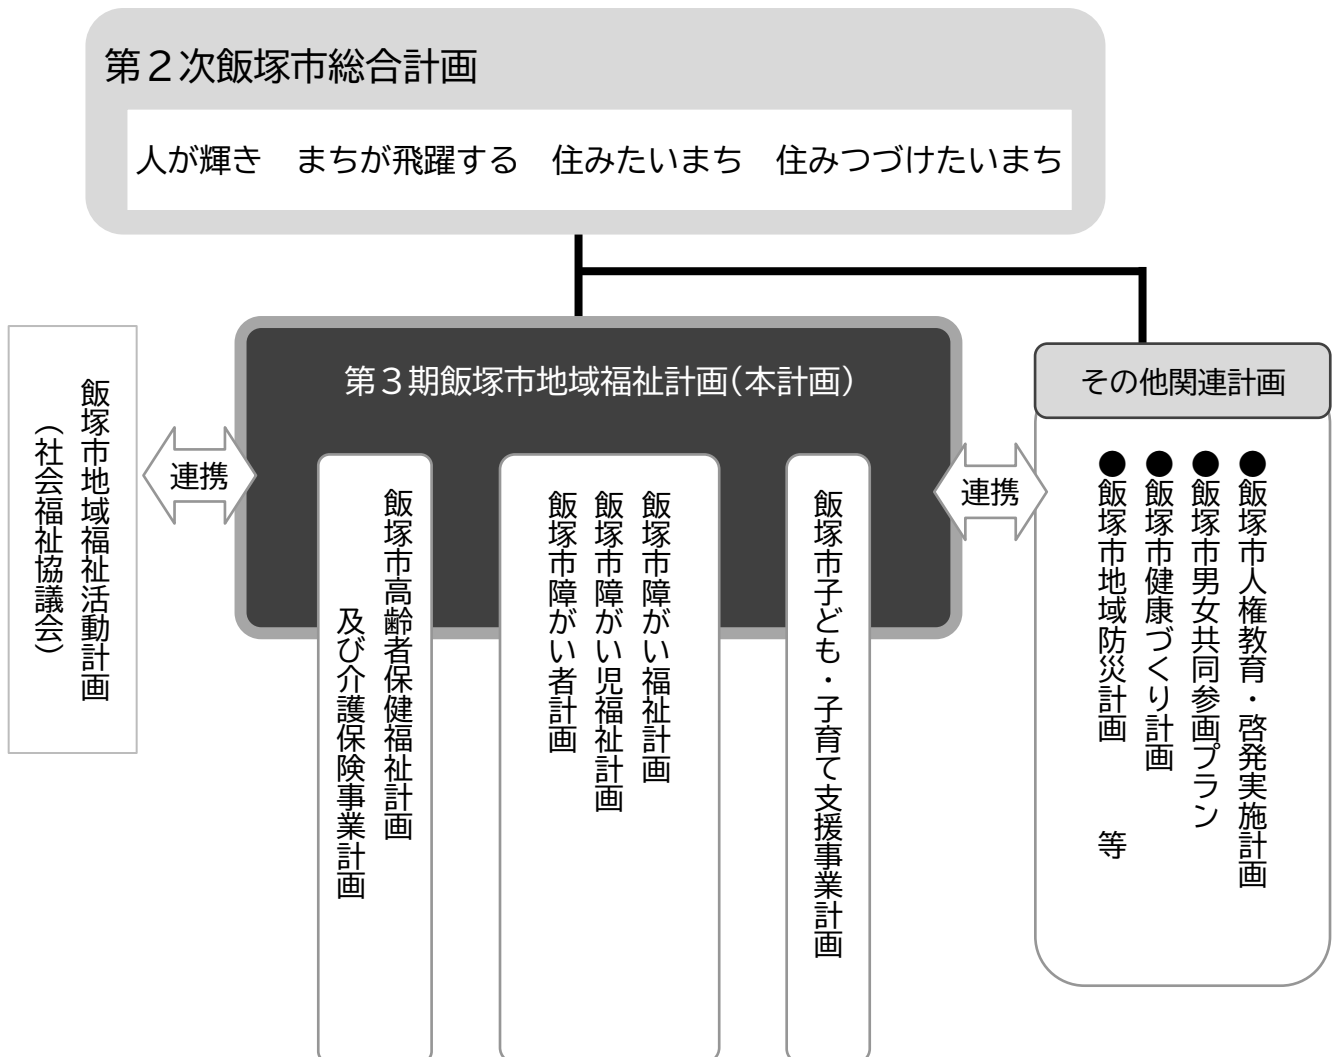 第２次飯塚市総合計画
人が輝き　まちが飛躍する　住みたいまち　住みつづけたいまち
飯塚市地域福祉活動計画
（社会福祉協議会）
連携
第３期飯塚市地域福祉計画（本計画）
飯塚市高齢者保健福祉計画
及び介護保険事業計画
飯塚市障がい福祉計画
飯塚市障がい児福祉計画
飯塚市障がい者計画
飯塚市子ども・子育て支援事業計画
連携
その他関連計画
●飯塚市人権教育・啓発実施計画
●飯塚市男女共同参画プラン
●飯塚市健康づくり計画
●飯塚市地域防災計画　　　等